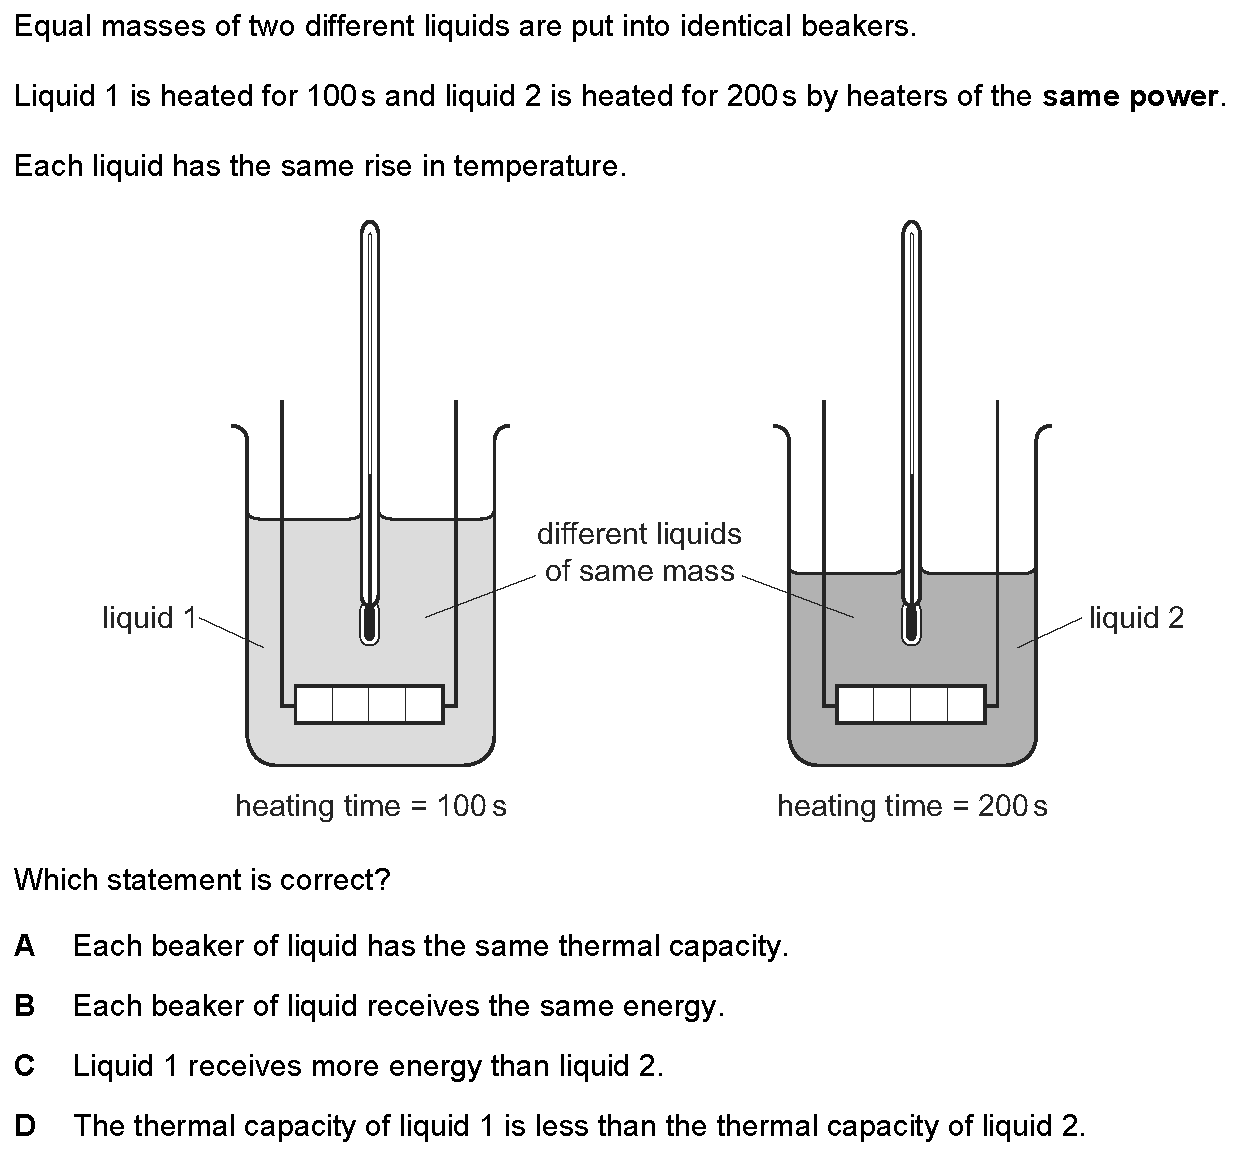 Equal masses of two different liquids are put into identical beakers.
Liquid 1 is heated for 100 s and liquid 2 is heated for 200 s by heaters of the same power.
Each liquid has the same rise in temperature.
different liquids
of same mass
liquid 1
liquid 2
heating time = 100 s
heating time = 200 s
Which statement is correct?
A Each beaker of liquid has the same thermal capacity.
B Each beaker of liquid receives the same energy.
C Liquid 1 receives more energy than liquid 2.
D The thermal capacity of liquid 1 is less than the thermal capacity of liquid 2.